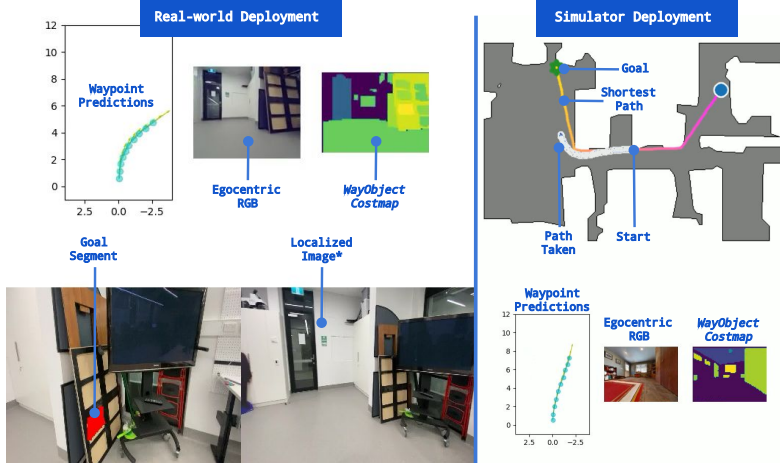 Real-world Deployment
12
10
8
6
4
2
0
2.5
0.0
−2.5
Waypoint
Predictions
Egocentric
RGB
WayObject
Costmap
Goal
Segment
Localized
Image*
Simulator Deployment
Goal
Shortest
Path
Path
Taken
Start
Waypoint
Predictions
12
10
8
6
4
2
0
2.5
0.0
−2.5
Egocentric
RGB
WayObject
Costmap